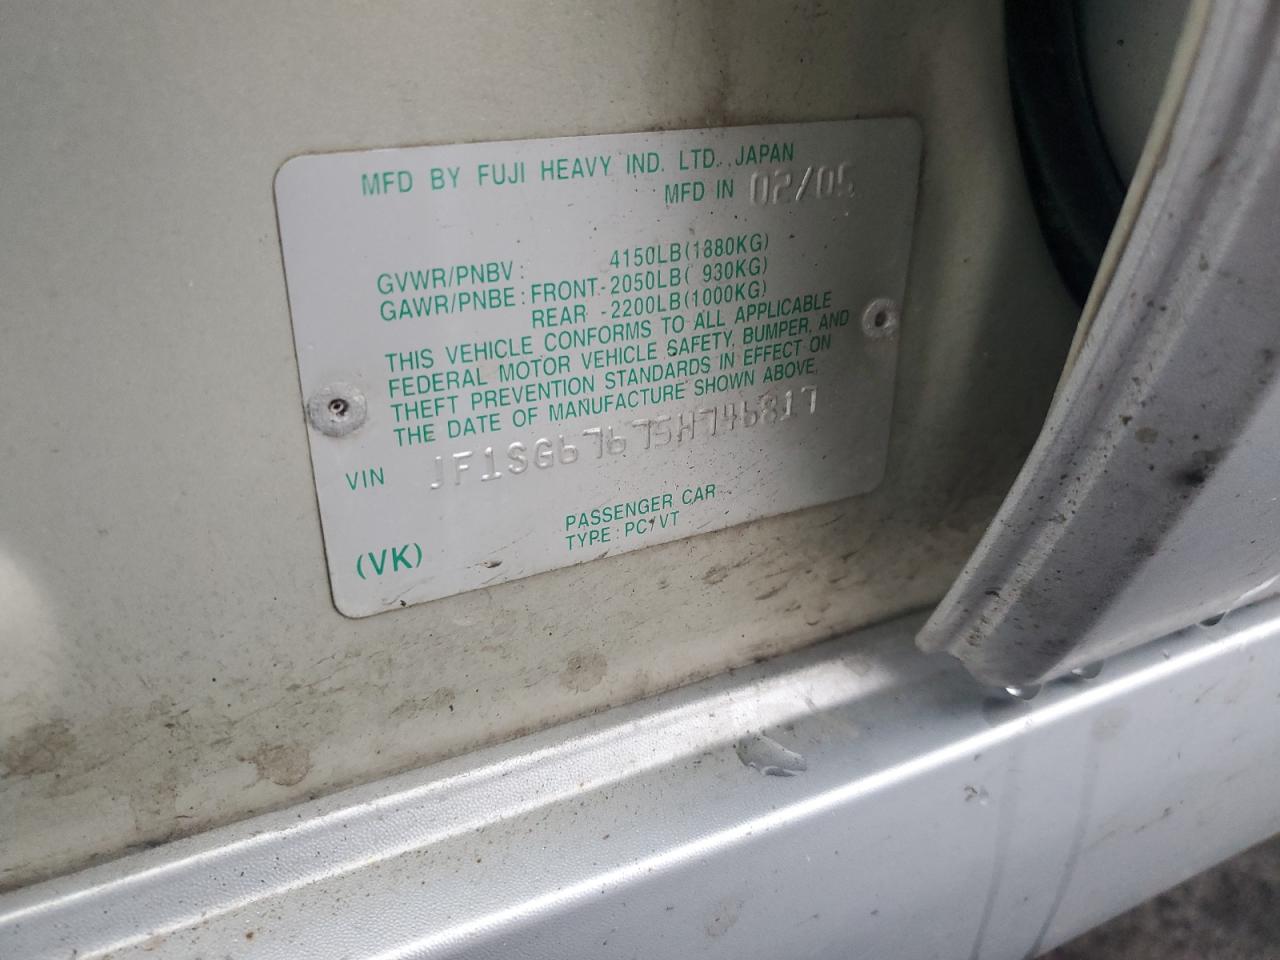 MFD BY FUJI HEAVY IND. LTD., JAPAN
MFD IN 02/05
GVWR/PNBV: 4150LB(1880KG)
GAWR/PNBE: FRONT-2050LB( 930KG)
REAR -2200LB(1000KG)
THIS VEHICLE CONFORMS TO ALL APPLICABLE
FEDERAL MOTOR VEHICLE SAFETY, BUMPER, AND
THEFT PREVENTION STANDARDS IN EFFECT ON
THE DATE OF MANUFACTURE SHOWN ABOVE.
VIN JF1SG67675H746817
PASSENGER CAR
TYPE: PC/VT
(VK)